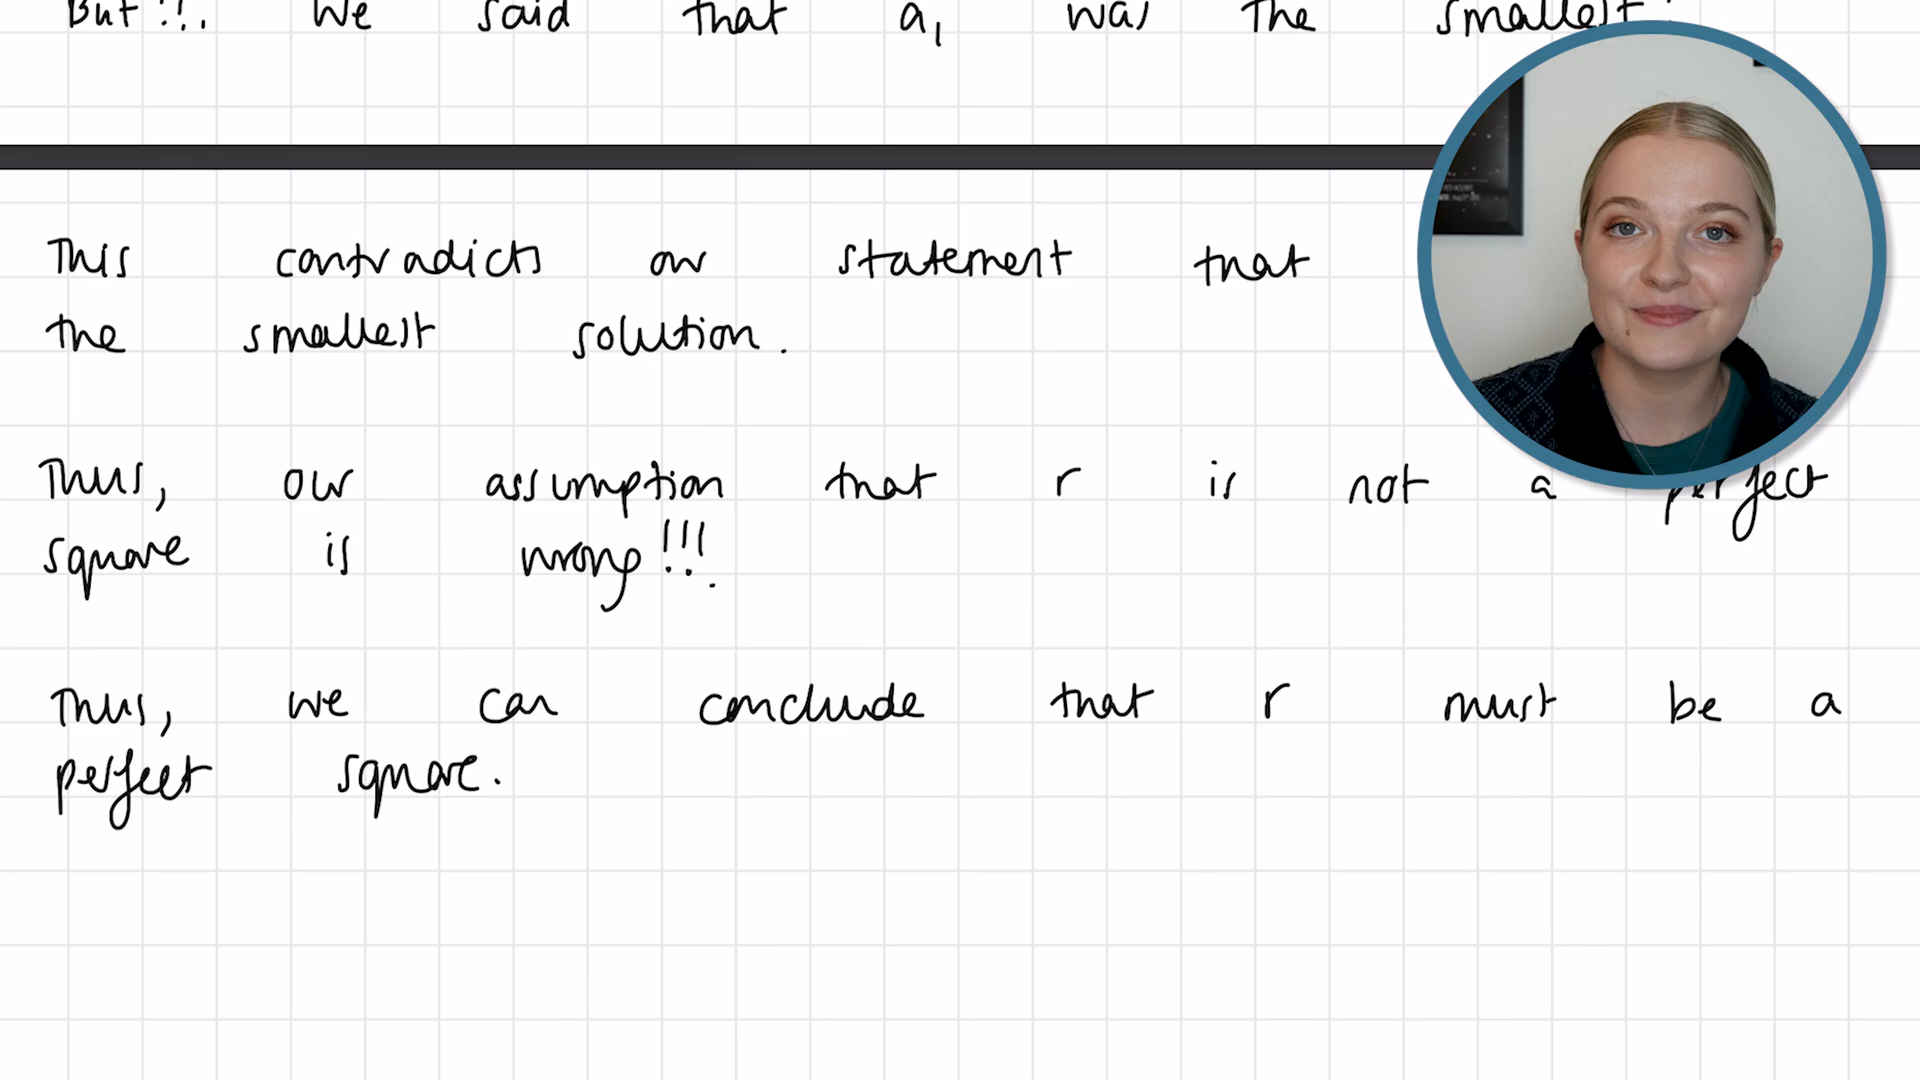 But!!! we said that a₁ was the smallest
This contradicts our statement that
the smallest solution.
Thus, our assumption that r is not a perfect
square is wrong!!!
Thus, we can conclude that r must be a
perfect square.